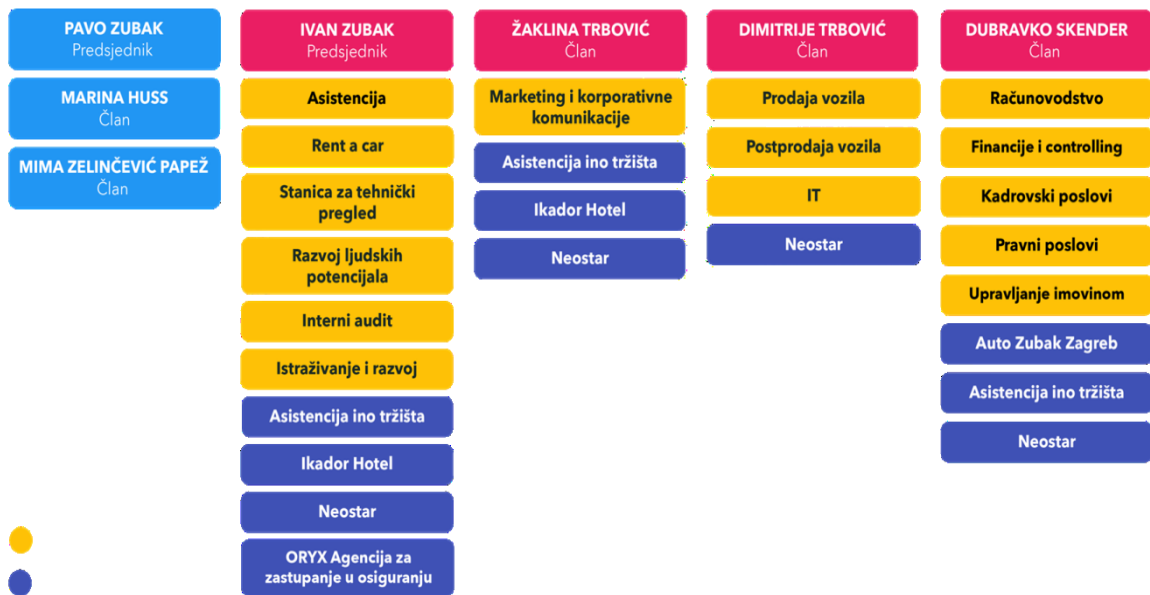 PAVO ZUBAK
Predsjednik
MARINA HUSS
Član
MIMA ZELINČEVIĆ PAPEŽ
Član
IVAN ZUBAK
Predsjednik
Asistencija
Rent a car
Stanica za tehnički
pregled
Razvoj ljudskih
potencijala
Interni audit
Istraživanje i razvoj
Asistencija ino tržišta
Ikador Hotel
Neostar
ORYX Agencija za
zastupanje u osiguranju
ŽAKLINA TRBOVIĆ
Član
Marketing i korporativne
komunikacije
Asistencija ino tržišta
Ikador Hotel
Neostar
DIMITRIJE TRBOVIĆ
Član
Prodaja vozila
Postprodaja vozila
IT
Neostar
DUBRAVKO SKENDER
Član
Računovodstvo
Financije i controlling
Kadrovski poslovi
Pravni poslovi
Upravljanje imovinom
Auto Zubak Zagreb
Asistencija ino tržišta
Neostar